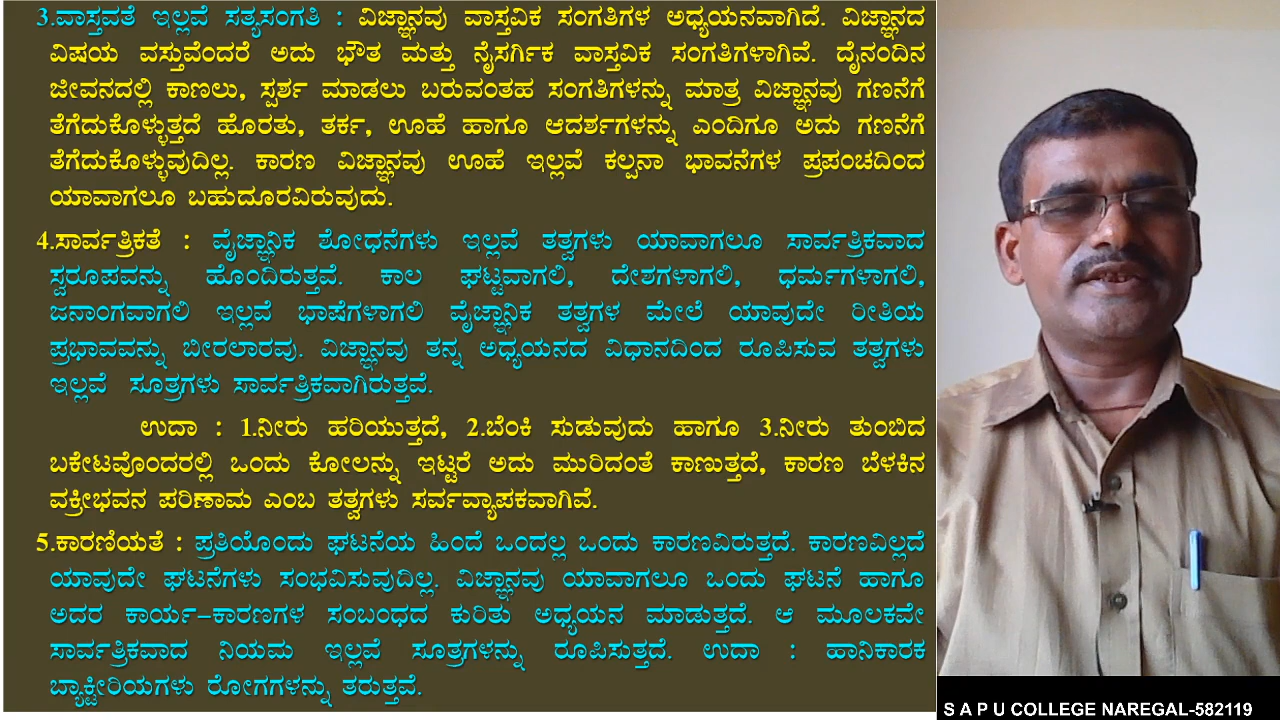 3.ವಾಸ್ತವತೆ ಇಲ್ಲವೆ ಸತ್ಯಸಂಗತಿ : ವಿಜ್ಞಾನವು ವಾಸ್ತವಿಕ ಸಂಗತಿಗಳ ಅಧ್ಯಯನವಾಗಿದೆ. ವಿಜ್ಞಾನದ
ವಿಷಯ ವಸ್ತುವೆಂದರೆ ಅದು ಭೌತ ಮತ್ತು ನೈಸರ್ಗಿಕ ವಾಸ್ತವಿಕ ಸಂಗತಿಗಳಾಗಿವೆ. ದೈನಂದಿನ
ಜೀವನದಲ್ಲಿ ಕಾಣಲು, ಸ್ಪರ್ಶ ಮಾಡಲು ಬರುವಂತಹ ಸಂಗತಿಗಳನ್ನು ಮಾತ್ರ ವಿಜ್ಞಾನವು ಗಣನೆಗೆ
ತೆಗೆದುಕೊಳ್ಳುತ್ತದೆ ಹೊರತು, ತರ್ಕ, ಊಹೆ ಹಾಗೂ ಆದರ್ಶಗಳನ್ನು ಎಂದಿಗೂ ಅದು ಗಣನೆಗೆ
ತೆಗೆದುಕೊಳ್ಳುವುದಿಲ್ಲ. ಕಾರಣ ವಿಜ್ಞಾನವು ಊಹೆ ಇಲ್ಲವೆ ಕಲ್ಪನಾ ಭಾವನೆಗಳ ಪ್ರಪಂಚದಿಂದ
ಯಾವಾಗಲೂ ಬಹುದೂರವಿರುವುದು.
4.ಸಾರ್ವತ್ರಿಕತೆ : ವೈಜ್ಞಾನಿಕ ಶೋಧನೆಗಳು ಇಲ್ಲವೆ ತತ್ವಗಳು ಯಾವಾಗಲೂ ಸಾರ್ವತ್ರಿಕವಾದ
ಸ್ವರೂಪವನ್ನು ಹೊಂದಿರುತ್ತವೆ. ಕಾಲ ಘಟ್ಟವಾಗಲಿ, ದೇಶಗಳಾಗಲಿ, ಧರ್ಮಗಳಾಗಲಿ,
ಜನಾಂಗವಾಗಲಿ ಇಲ್ಲವೆ ಭಾಷೆಗಳಾಗಲಿ ವೈಜ್ಞಾನಿಕ ತತ್ವಗಳ ಮೇಲೆ ಯಾವುದೇ ರೀತಿಯ
ಪ್ರಭಾವವನ್ನು ಬೀರಲಾರವು. ವಿಜ್ಞಾನವು ತನ್ನ ಅಧ್ಯಯನದ ವಿಧಾನದಿಂದ ರೂಪಿಸುವ ತತ್ವಗಳು
ಇಲ್ಲವೆ ಸೂತ್ರಗಳು ಸಾರ್ವತ್ರಿಕವಾಗಿರುತ್ತವೆ.
ಉದಾ : 1.ನೀರು ಹರಿಯುತ್ತದೆ, 2.ಬೆಂಕಿ ಸುಡುವುದು ಹಾಗೂ 3.ನೀರು ತುಂಬಿದ
ಬಕೇಟವೊಂದರಲ್ಲಿ ಒಂದು ಕೋಲನ್ನು ಇಟ್ಟರೆ ಅದು ಮುರಿದಂತೆ ಕಾಣುತ್ತದೆ, ಕಾರಣ ಬೆಳಕಿನ
ವಕ್ರೀಭವನ ಪರಿಣಾಮ ಎಂಬ ತತ್ವಗಳು ಸರ್ವವ್ಯಾಪಕವಾಗಿವೆ.
5.ಕಾರಣಿಯತೆ : ಪ್ರತಿಯೊಂದು ಘಟನೆಯ ಹಿಂದೆ ಒಂದಲ್ಲ ಒಂದು ಕಾರಣವಿರುತ್ತದೆ. ಕಾರಣವಿಲ್ಲದೆ
ಯಾವುದೇ ಘಟನೆಗಳು ಸಂಭವಿಸುವುದಿಲ್ಲ. ವಿಜ್ಞಾನವು ಯಾವಾಗಲೂ ಒಂದು ಘಟನೆ ಹಾಗೂ
ಅದರ ಕಾರ್ಯ–ಕಾರಣಗಳ ಸಂಬಂಧದ ಕುರಿತು ಅಧ್ಯಯನ ಮಾಡುತ್ತದೆ. ಆ ಮೂಲಕವೇ
ಸಾರ್ವತ್ರಿಕವಾದ ನಿಯಮ ಇಲ್ಲವೆ ಸೂತ್ರಗಳನ್ನು ರೂಪಿಸುತ್ತದೆ. ಉದಾ : ಹಾನಿಕಾರಕ
ಬ್ಯಾಕ್ಟೀರಿಯಗಳು ರೋಗಗಳನ್ನು ತರುತ್ತವೆ.
S A P U COLLEGE NAREGAL-582119